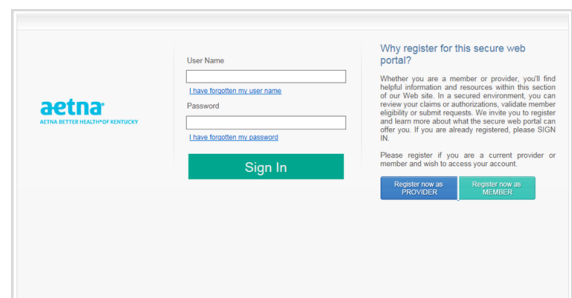 aetna
AETNA BETTER HEALTH® OF KENTUCKY
User Name
I have forgotten my user name
Password
I have forgotten my password
Sign In
Why register for this secure web
portal?
Whether you are a member or provider, you'll find
helpful information and resources within this section
of our Web site. In a secured environment, you can
review your claims or authorizations, validate member
eligibility or submit requests. We invite you to register
and learn more about what the secure web portal can
offer you. If you are already registered, please SIGN
IN.
Please register if you are a current provider or
member and wish to access your account.
Register now as
PROVIDER
Register now as
MEMBER